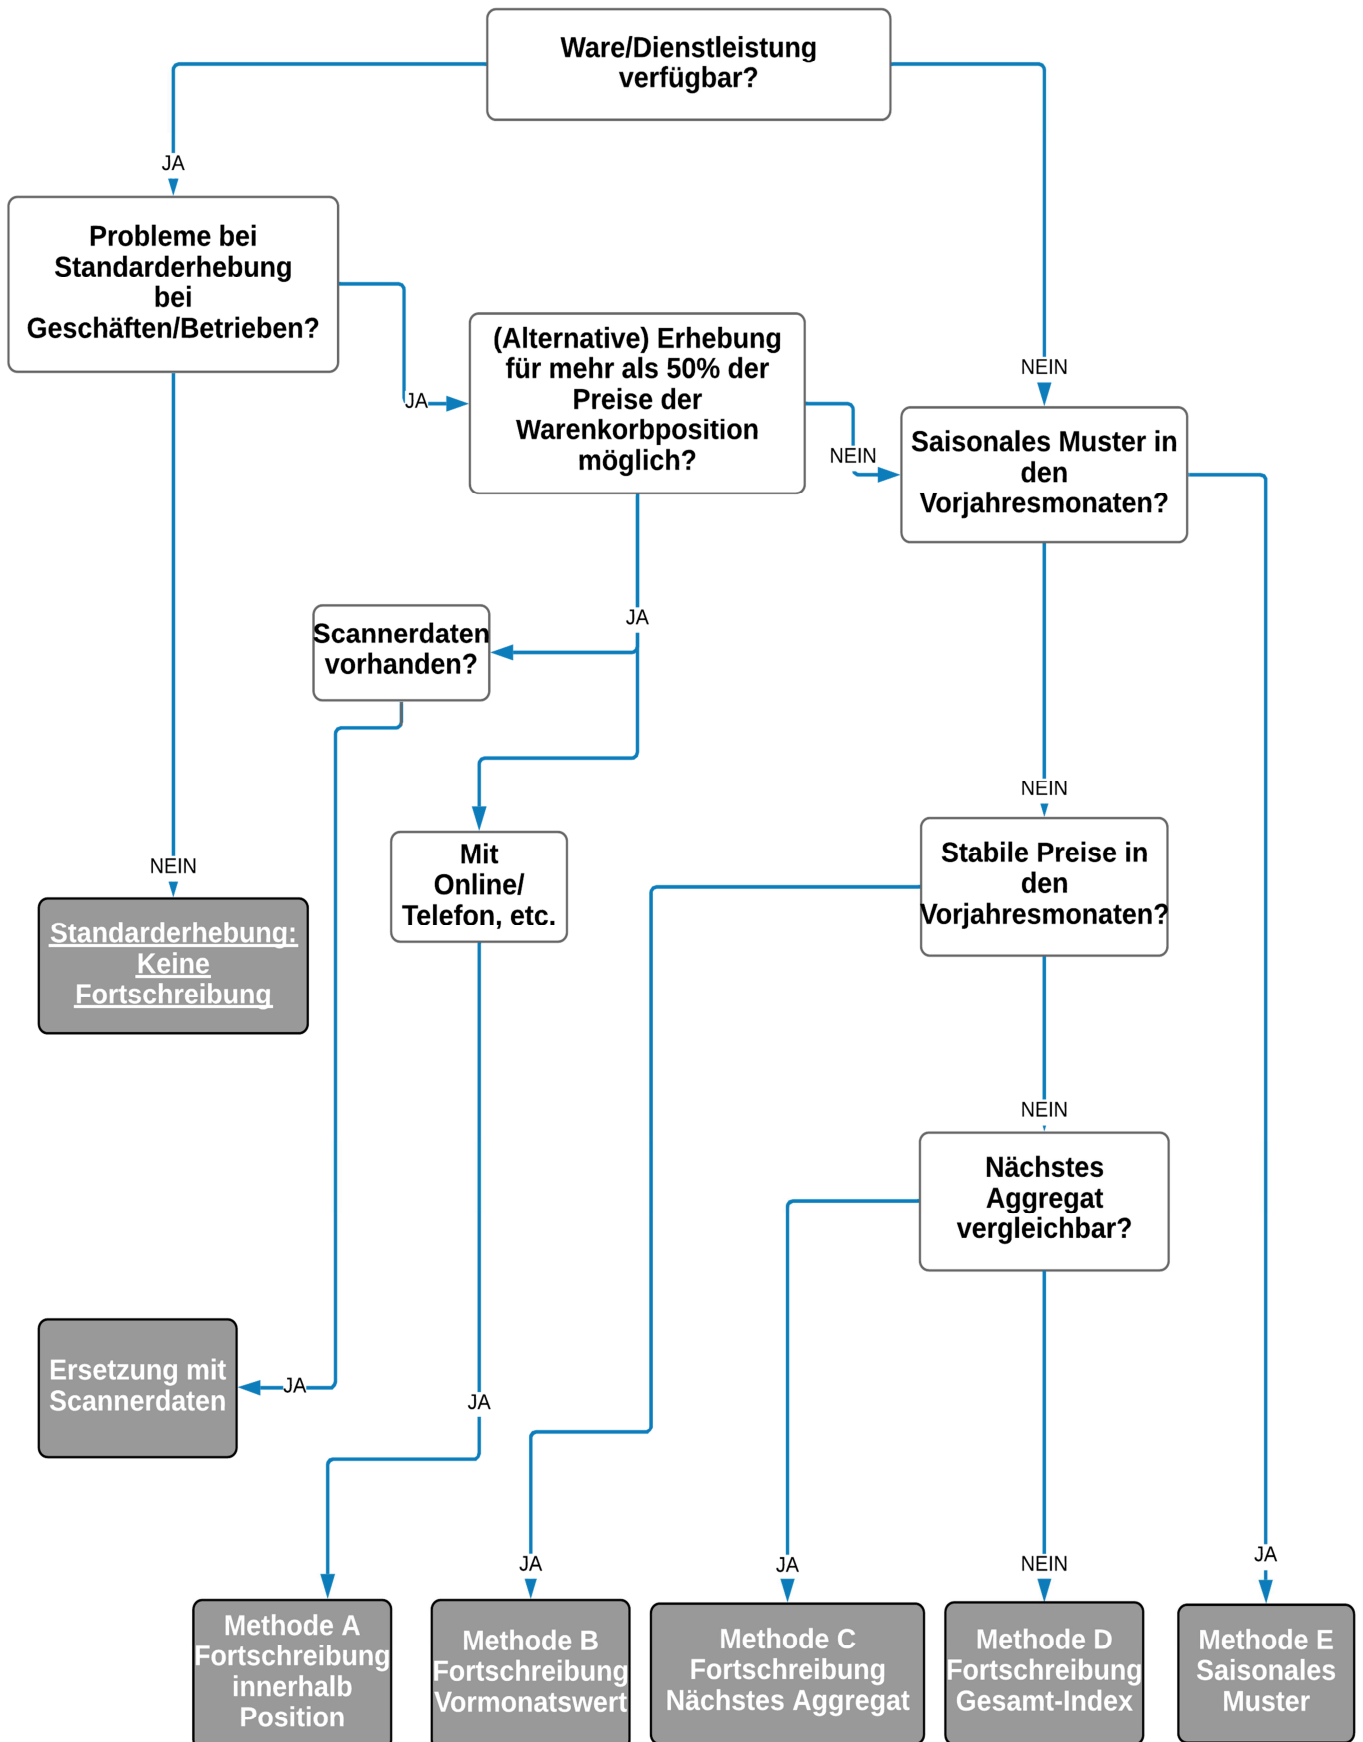 Ware/Dienstleistung
verfügbar?
JA
Probleme bei
Standarderhebung
bei
Geschäften/Betrieben?
JA
(Alternative) Erhebung
für mehr als 50% der
Preise der
Warenkorbposition
möglich?
NEIN
NEIN
Saisonales Muster in
den
Vorjahresmonaten?
JA
Scannerdaten
vorhanden?
NEIN
Mit
Online/
Telefon, etc.
Stabile Preise in
den
Vorjahresmonaten?
NEIN
Standarderhebung:
Keine
Fortschreibung
NEIN
Nächstes
Aggregat
vergleichbar?
Ersetzung mit
Scannerdaten
JA
JA
JA
JA
NEIN
JA
Methode A
Fortschreibung
innerhalb
Position
Methode B
Fortschreibung
Vormonatswert
Methode C
Fortschreibung
Nächstes Aggregat
Methode D
Fortschreibung
Gesamt-Index
Methode E
Saisonales
Muster